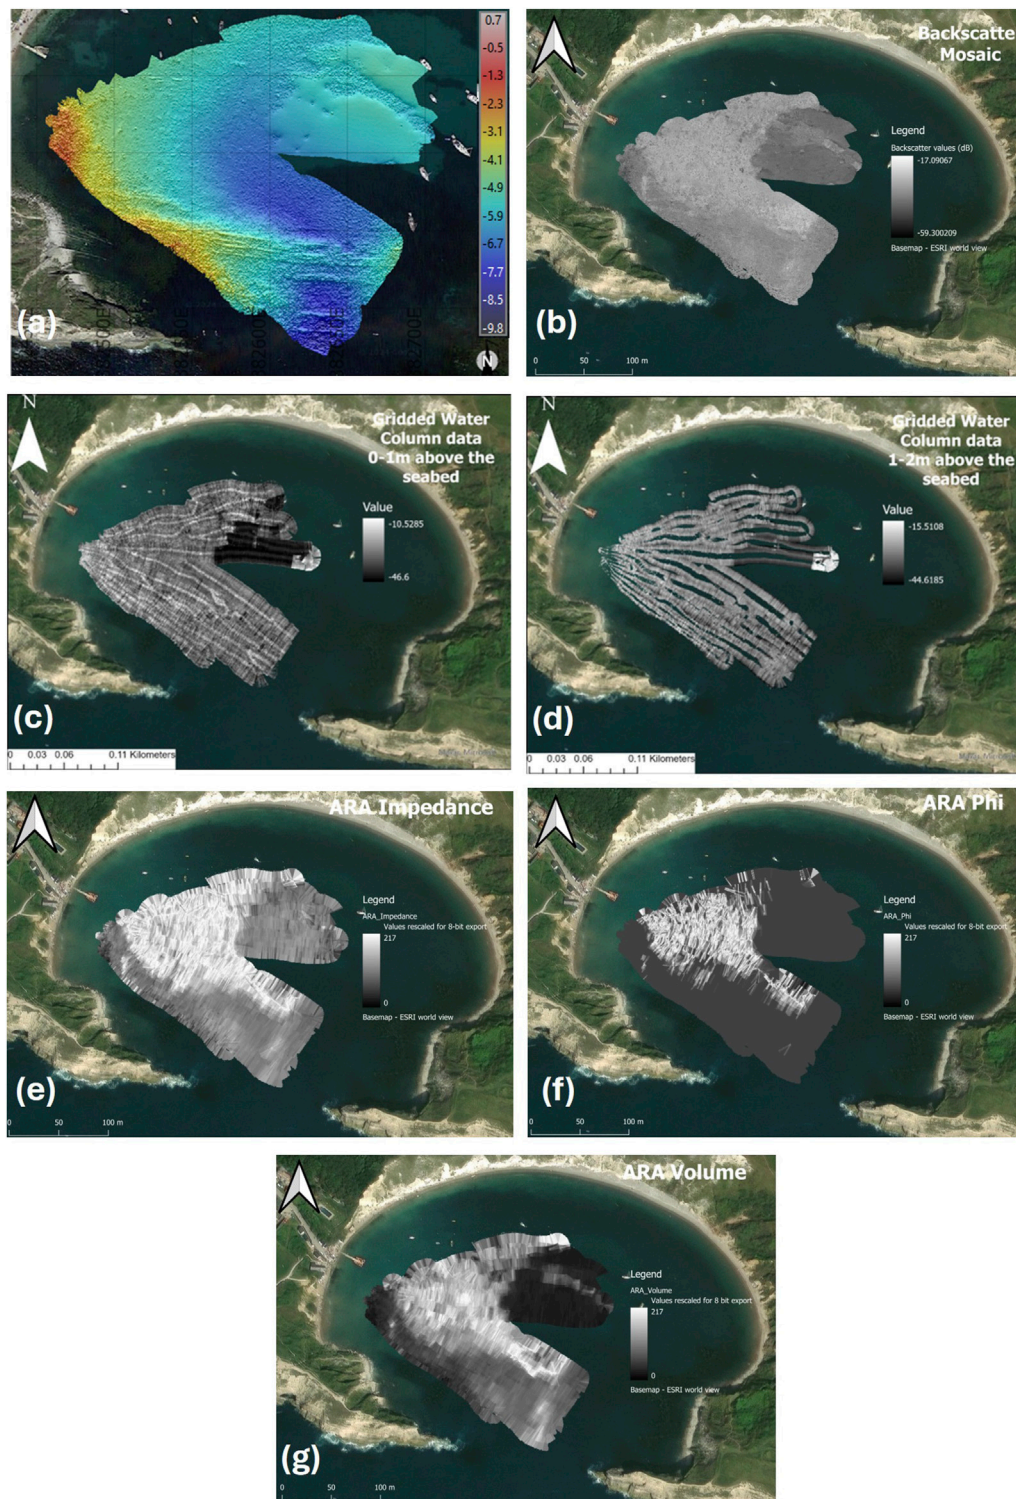 0.7
-0.5
-1.3
-2.3
-3.1
-4.1
-4.9
-5.9
-6.7
-7.7
-8.5
-9.8
N
(a)
Backscatte
Mosaic
Legend
Backscatter values (dB)
-17.09067
-59.300209
Basemap - ESRI world view
(b)
0 50 100 m
N
Gridded Water
Column data
0-1m above the
seabed
Value
-10.5285
-46.6
(c)
0 0.03 0.06 0.11 Kilometers
N
Gridded Water
Column data
1-2m above the
seabed
Value
-15.5108
-44.6185
(d)
0 0.03 0.06 0.11 Kilometers
ARA Impedance
Legend
ARA_Impedance
Values rescaled for 8-bit export
217
0
Basemap - ESRI world view
(e)
0 50 100 m
ARA Phi
Legend
ARA_Phi
Values rescaled for 8-bit export
217
0
Basemap - ESRI world view
(f)
0 50 100 m
ARA Volume
Legend
ARA_Volume
Values rescaled for 8 bit export
217
0
Basemap - ESRI world view
(g)
0 50 100 m